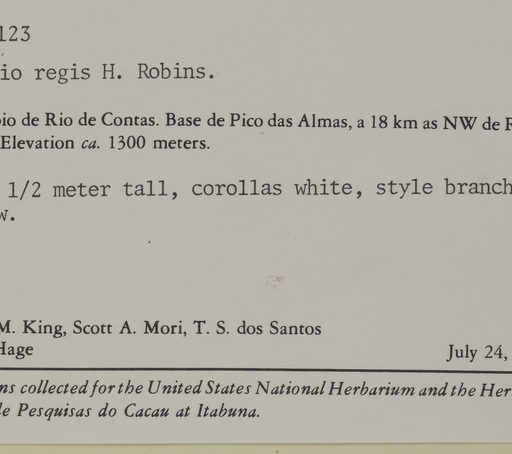 123
io regis H. Robins.
io de Rio de Contas. Base de Pico das Almas, a 18 km as NW de R
Elevation ca. 1300 meters.
1/2 meter tall, corollas white, style branch
w.
M. King, Scott A. Mori, T. S. dos Santos
Hage
July 24,
ns collected for the United States National Herbarium and the Her
de Pesquisas do Cacau at Itabuna.